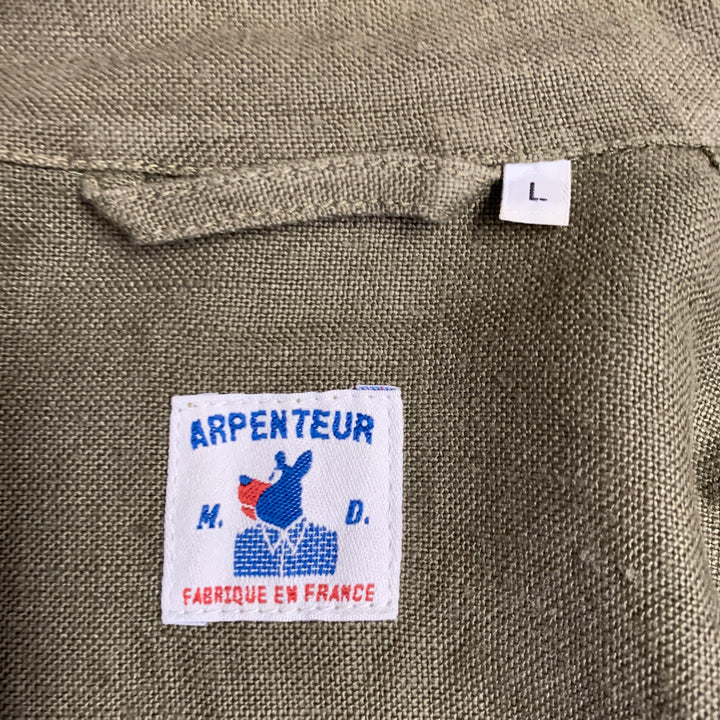 L
ARPENTEUR
M. D.
FABRIQUE EN FRANCE